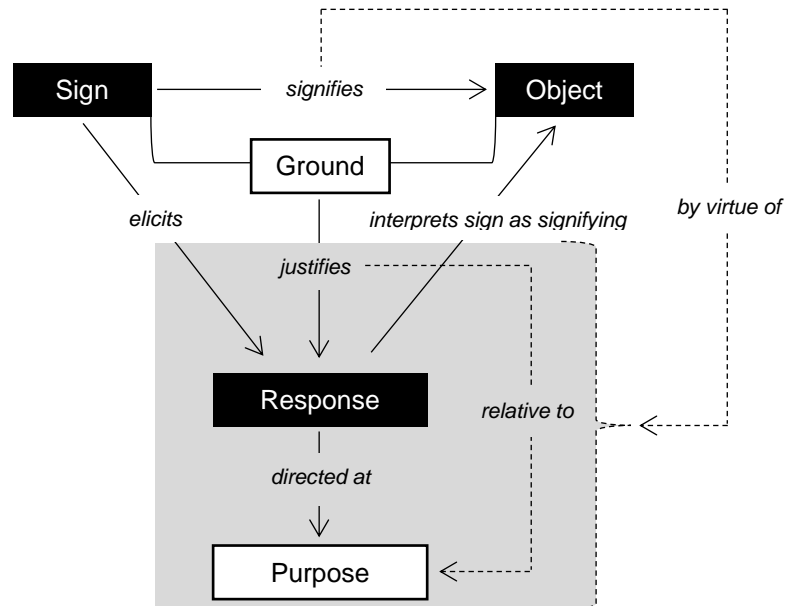 Sign
signifies
Object
Ground
elicits
interprets sign as signifying
by virtue of
justifies
Response
relative to
directed at
Purpose